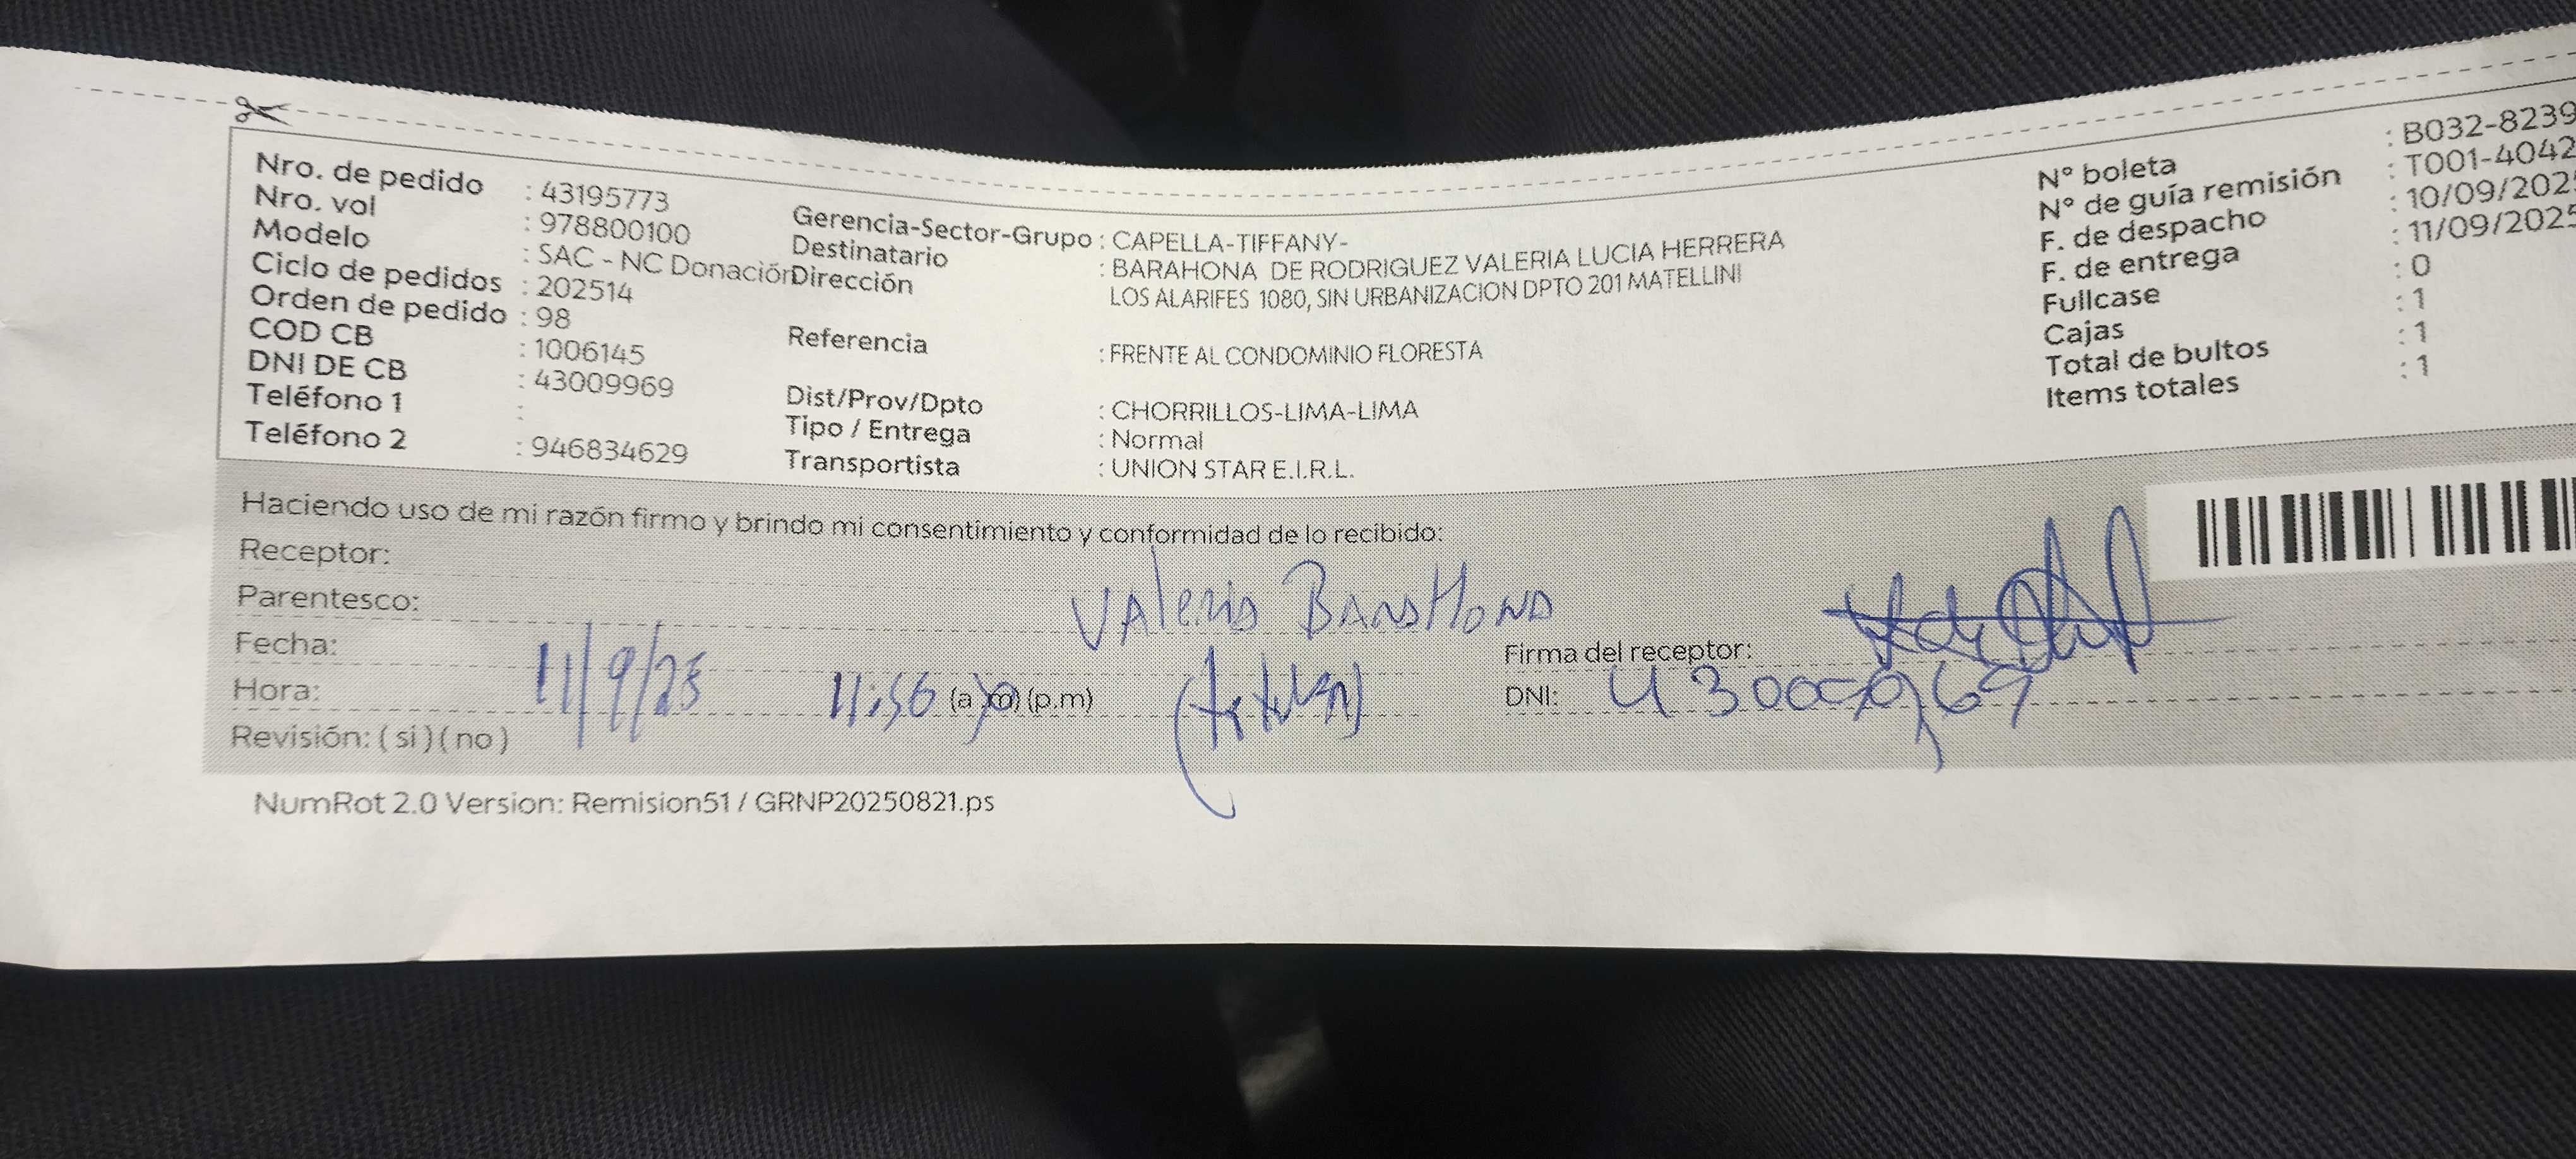 Nro. de pedido : 43195773
Nro. vol : 978800100
Modelo : SAC - NC Donación
Ciclo de pedidos : 202514
Orden de pedido : 98
COD CB : 1006145
DNI DE CB : 43009969
Teléfono 1 :
Teléfono 2 : 946834629
Gerencia-Sector-Grupo : CAPELLA-TIFFANY-
Destinatario : BARAHONA DE RODRIGUEZ VALERIA LUCIA HERRERA
Dirección LOS ALARIFES 1080, SIN URBANIZACION DPTO 201 MATELLINI
Referencia : FRENTE AL CONDOMINIO FLORESTA
Dist/Prov/Dpto : CHORRILLOS-LIMA-LIMA
Tipo / Entrega : Normal
Transportista : UNION STAR E.I.R.L.
Nº boleta : B032-8239
Nº de guía remisión : T001-4042
F. de despacho : 10/09/202
F. de entrega : 11/09/2025
Fullcase : 0
Cajas : 1
Total de bultos : 1
Items totales : 1
Haciendo uso de mi razón firmo y brindo mi consentimiento y conformidad de lo recibido:
Receptor:
Parentesco: Valeria Barahona
Fecha: 11/9/25 Firma del receptor:
Hora: 11:56 (a.m) (p.m) DNI: 43009969
Revisión: ( si ) ( no )
NumRot 2.0 Version: Remision51 / GRNP20250821.ps